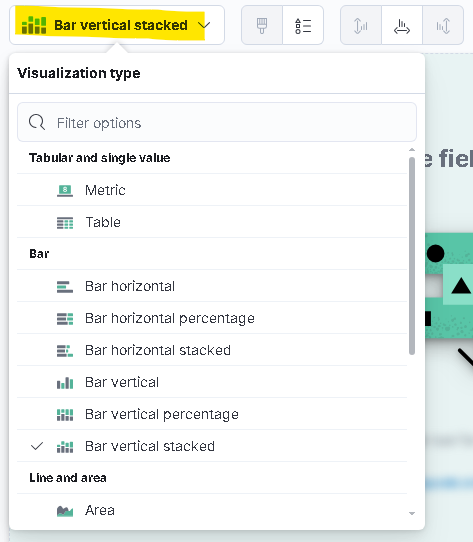 Bar vertical stacked
Visualization type
Filter options
Tabular and single value
Metric
Table
Bar
Bar horizontal
Bar horizontal percentage
Bar horizontal stacked
Bar vertical
Bar vertical percentage
Bar vertical stacked
Line and area
Area
e fiel